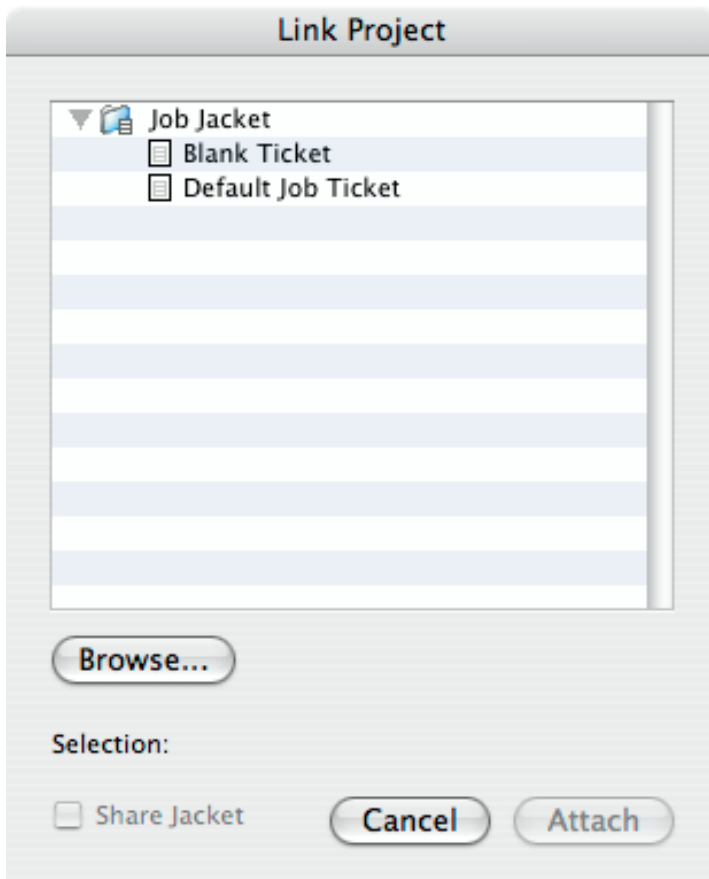 Link Project
Job Jacket
Blank Ticket
Default Job Ticket
Browse...
Selection:
Share Jacket
Cancel
Attach